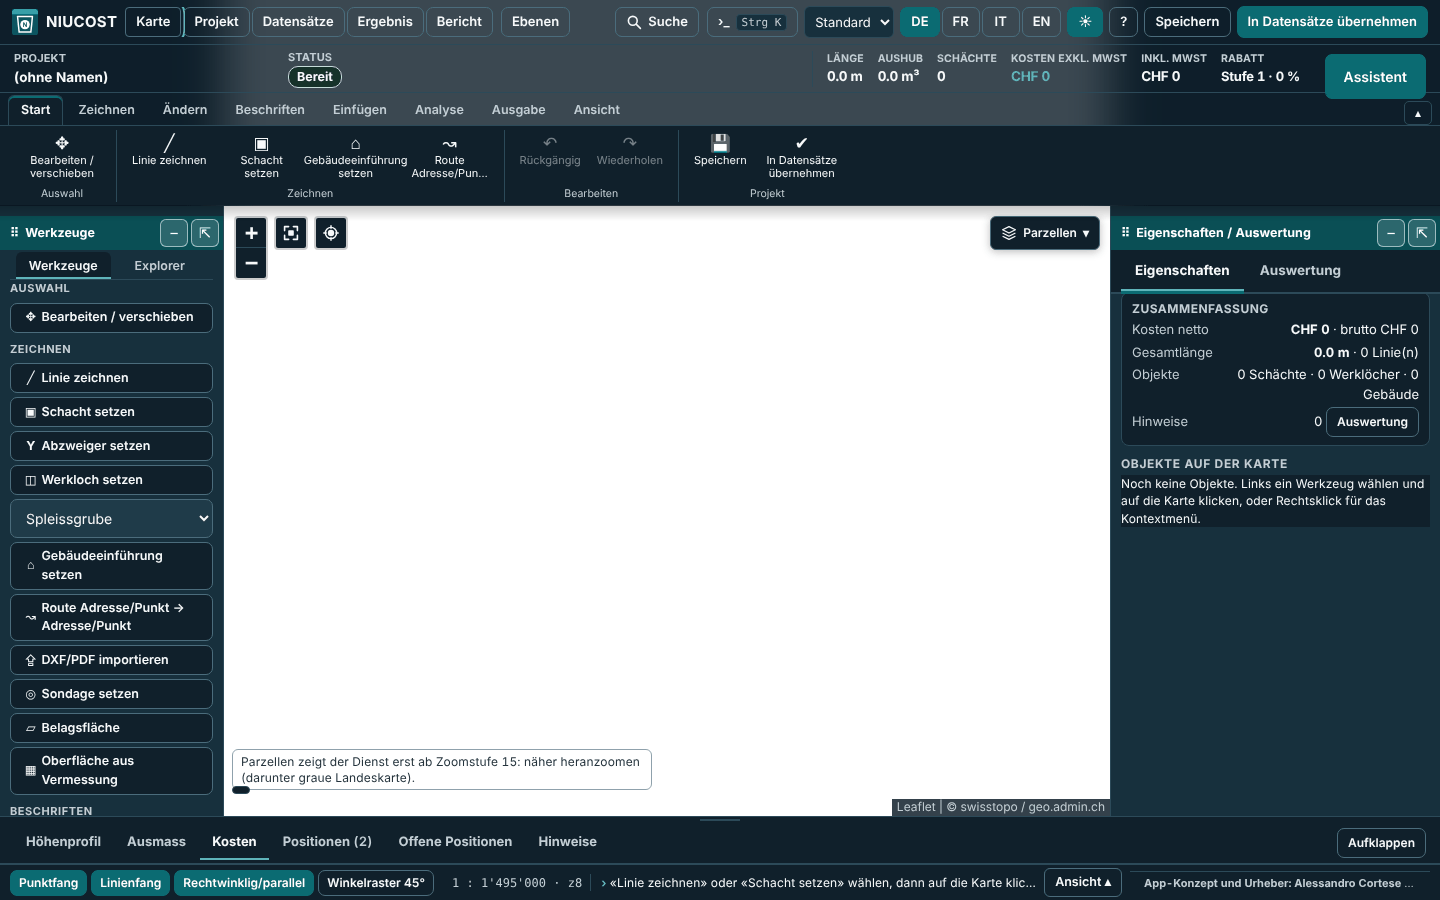 NIUCOST Karte Projekt Datensätze Ergebnis Bericht Ebenen Suche Strg K Standard DE FR IT EN ? Speichern In Datensätze übernehmen
PROJEKT STATUS LÄNGE AUSHUB SCHÄCHTE KOSTEN EXKL. MWST INKL. MWST RABATT
(ohne Namen) Bereit 0.0 m 0.0 m³ 0 CHF 0 CHF 0 Stufe 1 · 0 % Assistent
Start Zeichnen Ändern Beschriften Einfügen Analyse Ausgabe Ansicht
Bearbeiten /
verschieben
Linie zeichnen
Schacht
setzen
Gebäudeeinführung
setzen
Route
Adresse/Pun...
Rückgängig
Wiederholen
Speichern
In Datensätze
übernehmen
Auswahl Zeichnen Bearbeiten Projekt
Werkzeuge
Werkzeuge Explorer
AUSWAHL
Bearbeiten / verschieben
ZEICHNEN
Linie zeichnen
Schacht setzen
Y Abzweiger setzen
Werkloch setzen
Spleissgrube
Gebäudeeinführung
setzen
Route Adresse/Punkt →
Adresse/Punkt
DXF/PDF importieren
Sondage setzen
Belagsfläche
Oberfläche aus
Vermessung
BESCHRIFTEN
+
−
Parzellen ▾
Parzellen zeigt der Dienst erst ab Zoomstufe 15: näher heranzoomen
(darunter graue Landeskarte).
Leaflet | © swisstopo / geo.admin.ch
Eigenschaften / Auswertung
Eigenschaften Auswertung
ZUSAMMENFASSUNG
Kosten netto CHF 0 · brutto CHF 0
Gesamtlänge 0.0 m · 0 Linie(n)
Objekte 0 Schächte · 0 Werklöcher · 0
Gebäude
Hinweise 0 Auswertung
OBJEKTE AUF DER KARTE
Noch keine Objekte. Links ein Werkzeug wählen und
auf die Karte klicken, oder Rechtsklick für das
Kontextmenü.
Höhenprofil Ausmass Kosten Positionen (2) Offene Positionen Hinweise Aufklappen
Punktfang Linienfang Rechtwinklig/parallel Winkelraster 45° 1 : 1'495'000 · z8 › «Linie zeichnen» oder «Schacht setzen» wählen, dann auf die Karte klic... Ansicht ▴ App-Konzept und Urheber: Alessandro Cortese ...